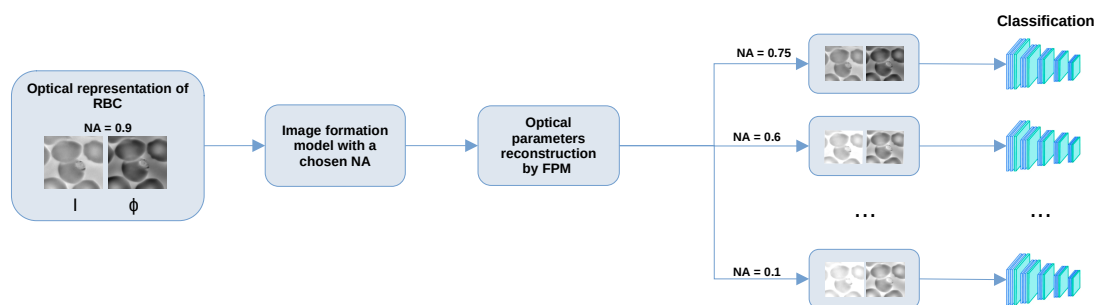 Classification
Optical representation of
RBC
NA = 0.9
I
ϕ
Image formation
model with a
chosen NA
Optical
parameters
reconstruction
by FPM
NA = 0.75
NA = 0.6
...
...
NA = 0.1